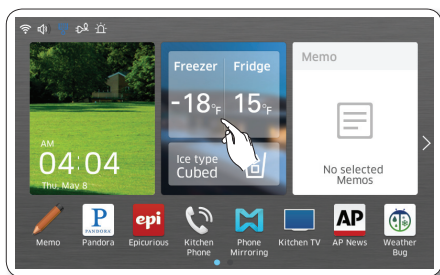 Freezer Fridge
-18°F 15°F
Ice type
Cubed
AM
04:04
Thu, May 8
Memo
No selected
Memos
Memo
P
PANDORA
Pandora
epi
Epicurious
Kitchen
Phone
Phone
Mirroring
Kitchen TV
AP
AP News
Weather
Bug